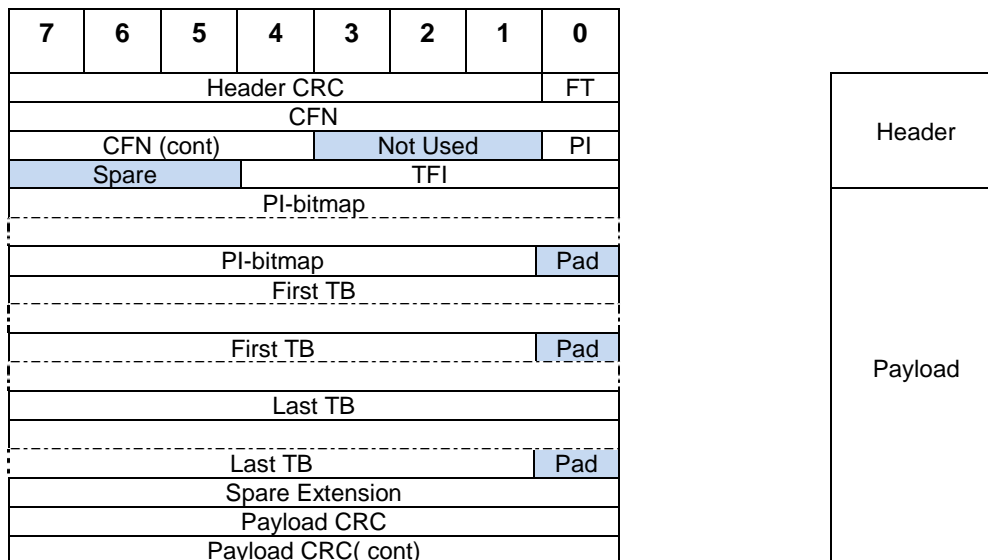 7 6 5 4 3 2 1 0
Header CRC FT
CFN
CFN (cont) Not Used PI
Spare TFI
PI-bitmap
PI-bitmap Pad
First TB
First TB Pad
Last TB
Last TB Pad
Spare Extension
Payload CRC
Payload CRC( cont)
Header
Payload